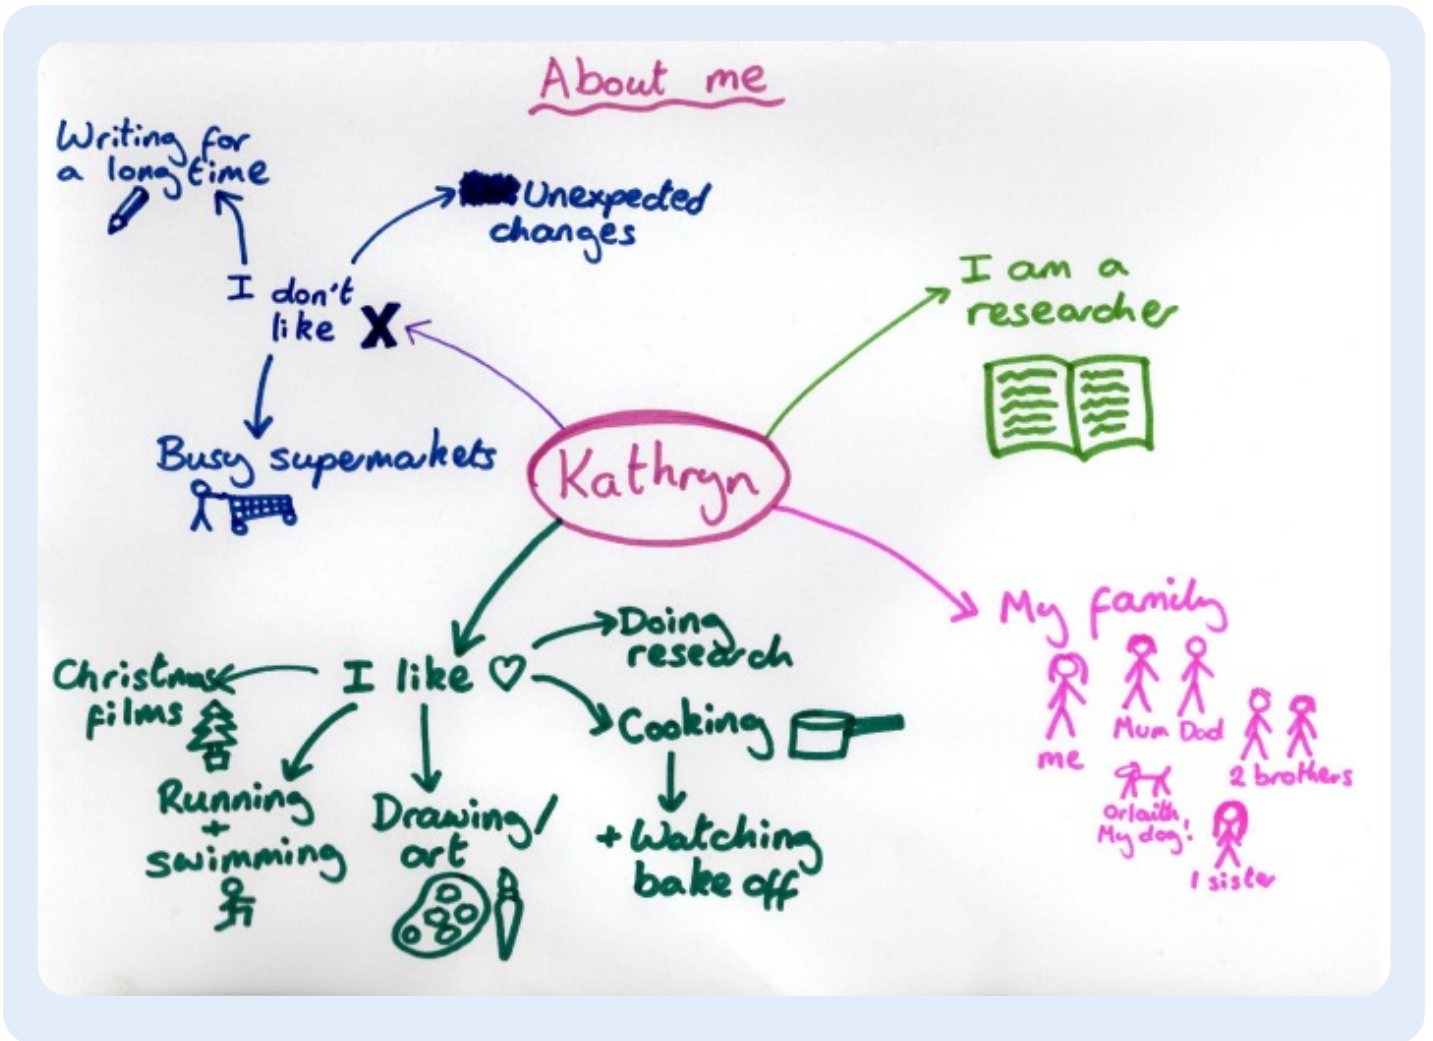 About me
Writing for
a long time
Unexpected
changes
I don't
like X
Busy supermarkets
I am a
researcher
Kathryn
My family
me
Mum Dad
2 brothers
Orlaith
My dog!
1 sister
I like
Doing
research
Cooking
+ Watching
bake off
Christmas
films
Running
+
swimming
Drawing/
art